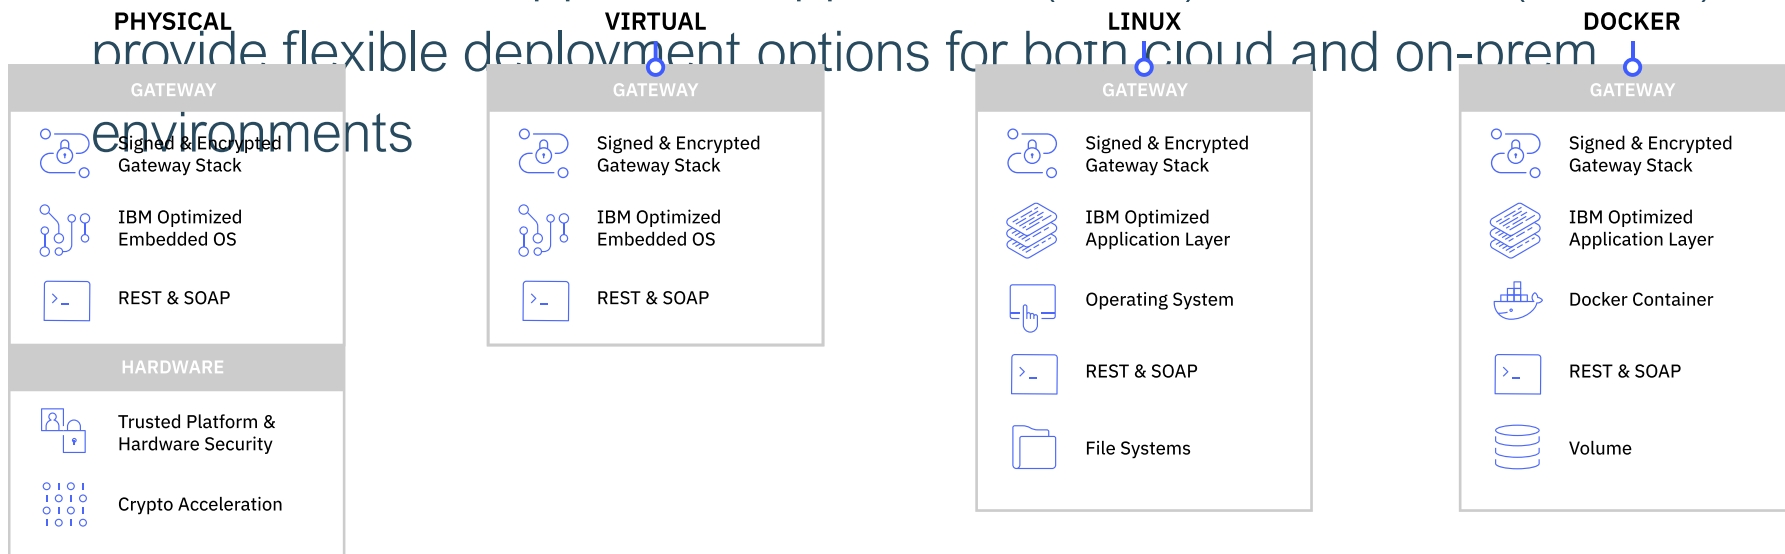 PHYSICAL
VIRTUAL
LINUX
DOCKER
provide flexible deployment options for both cloud and on-prem
environments
GATEWAY
Signed & Encrypted
Gateway Stack
IBM Optimized
Embedded OS
>_
REST & SOAP
HARDWARE
Trusted Platform &
Hardware Security
Crypto Acceleration
GATEWAY
Signed & Encrypted
Gateway Stack
IBM Optimized
Embedded OS
>_
REST & SOAP
GATEWAY
Signed & Encrypted
Gateway Stack
IBM Optimized
Application Layer
Operating System
>_
REST & SOAP
File Systems
GATEWAY
Signed & Encrypted
Gateway Stack
IBM Optimized
Application Layer
Docker Container
>_
REST & SOAP
Volume